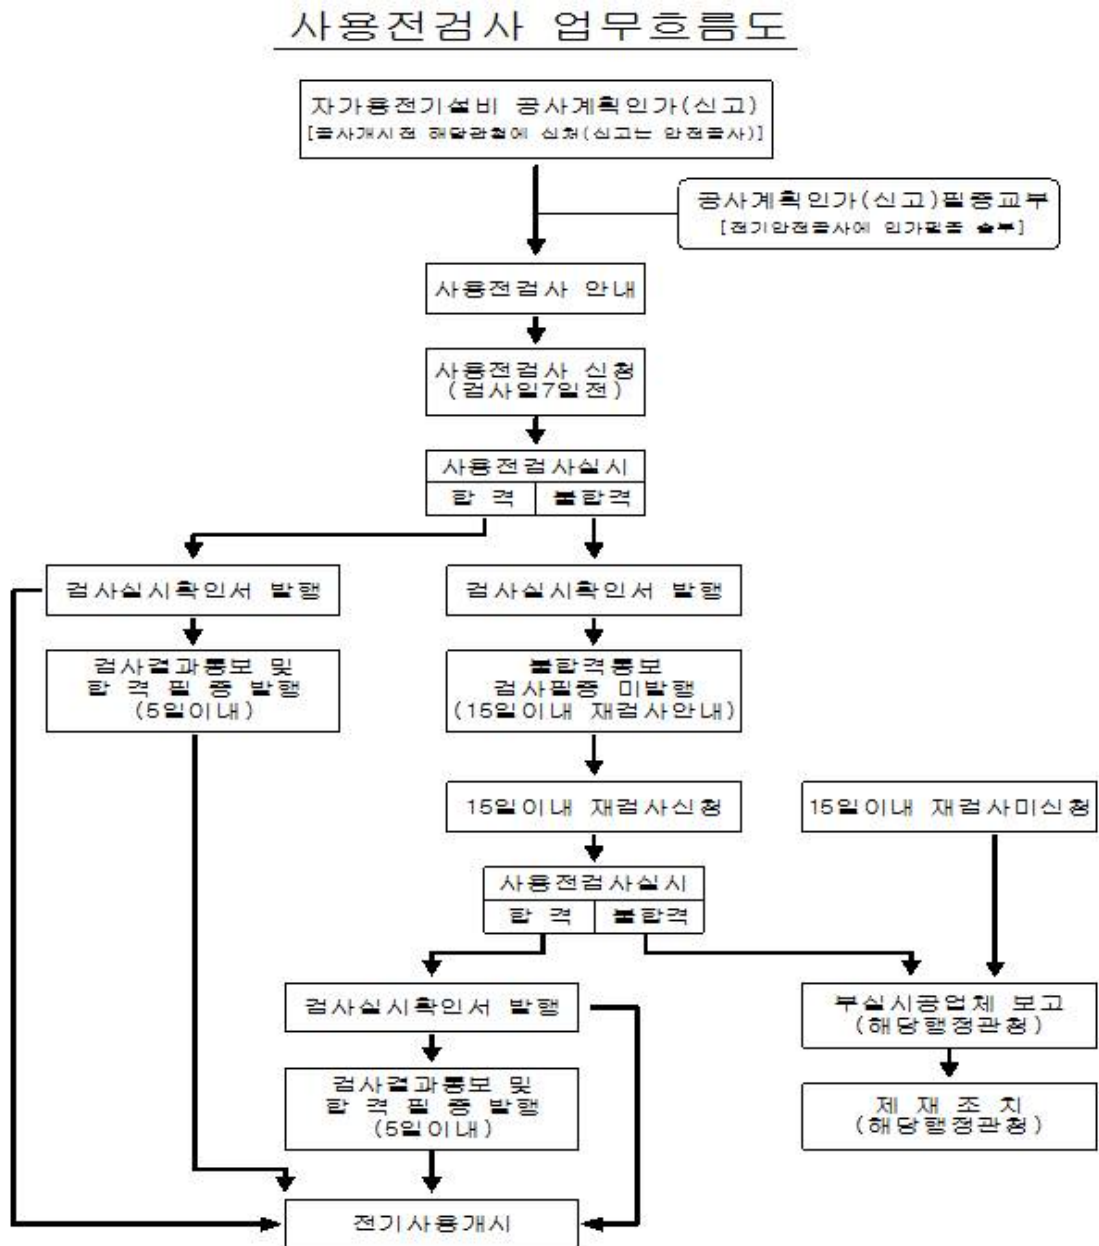 사용전검사 업무흐름도
자가용전기설비 공사계획인가(신고)
[공사개시전 해당관청에 신청(신고는 안전공사)]
공사계획인가(신고)필증교부
[전기안전공사에 인가필증 송부]
사용전검사 안내
사용전검사 신청
(검사일7일전)
사용전검사실시
합 격 불합격
검사실시확인서 발행
검사실시확인서 발행
검사결과통보 및
합 격 필 증 발행
(5일이내)
불합격통보
검사필증 미발행
(15일이내 재검사안내)
15일이내 재검사신청
15일이내 재검사미신청
사용전검사실시
합 격 불합격
검사실시확인서 발행
부실시공업체 보고
(해당행정관청)
검사결과통보 및
합 격 필 증 발행
(5일이내)
제 재 조 치
(해당행정관청)
전기사용개시